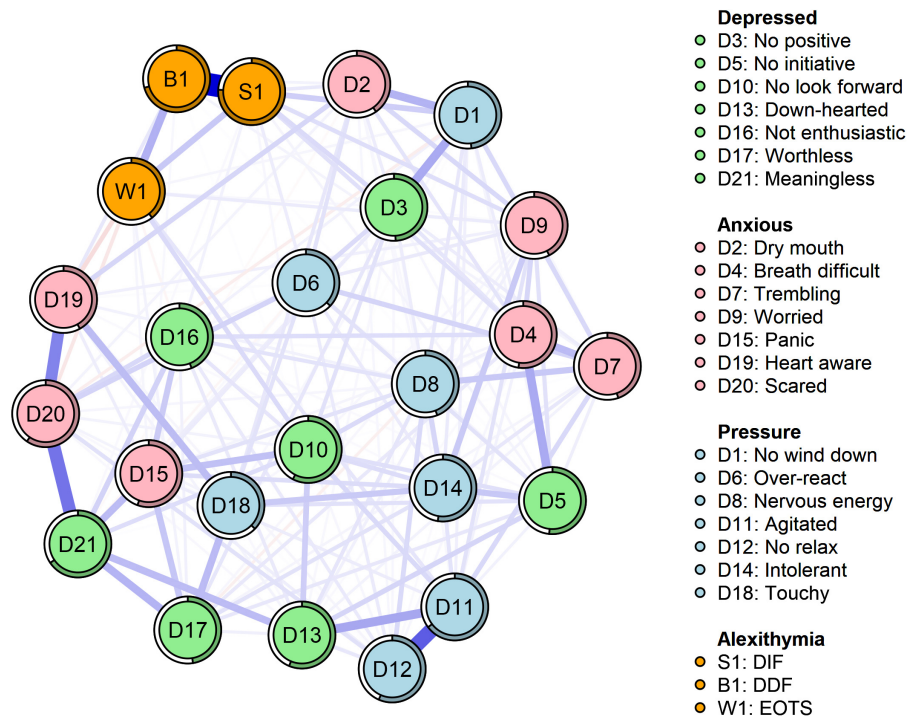 B1
S1
D2
D1
W1
D3
D9
D6
D19
D16
D4
D7
D8
D20
D10
D15
D18
D14
D5
D21
D11
D17
D13
D12
Depressed
D3: No positive
D5: No initiative
D10: No look forward
D13: Down-hearted
D16: Not enthusiastic
D17: Worthless
D21: Meaningless
Anxious
D2: Dry mouth
D4: Breath difficult
D7: Trembling
D9: Worried
D15: Panic
D19: Heart aware
D20: Scared
Pressure
D1: No wind down
D6: Over-react
D8: Nervous energy
D11: Agitated
D12: No relax
D14: Intolerant
D18: Touchy
Alexithymia
S1: DIF
B1: DDF
W1: EOTS